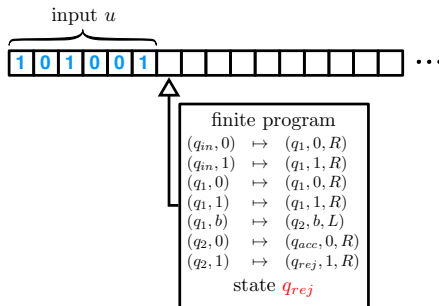 input u
1 0 1 0 0 1 ...
finite program
(q_in, 0) ↦ (q_1, 0, R)
(q_in, 1) ↦ (q_1, 1, R)
(q_1, 0) ↦ (q_1, 0, R)
(q_1, 1) ↦ (q_1, 1, R)
(q_1, b) ↦ (q_2, b, L)
(q_2, 0) ↦ (q_acc, 0, R)
(q_2, 1) ↦ (q_rej, 1, R)
state q_rej